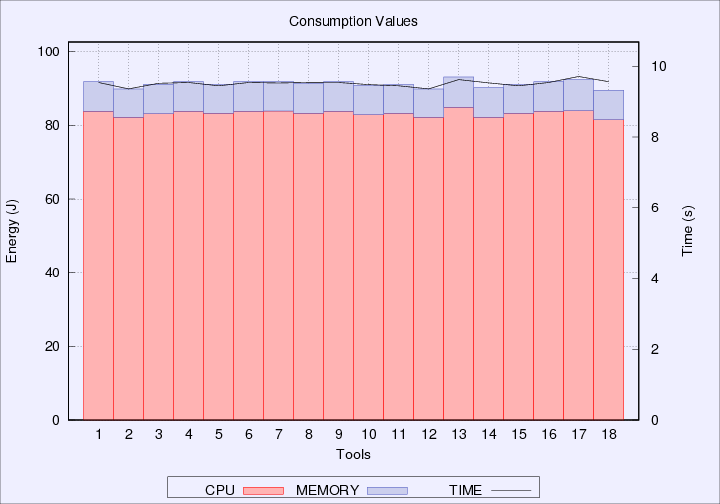 Consumption Values
100
80
60
40
20
0
Energy (J)
10
8
6
4
2
0
Time (s)
1 2 3 4 5 6 7 8 9 10 11 12 13 14 15 16 17 18
Tools
CPU MEMORY TIME